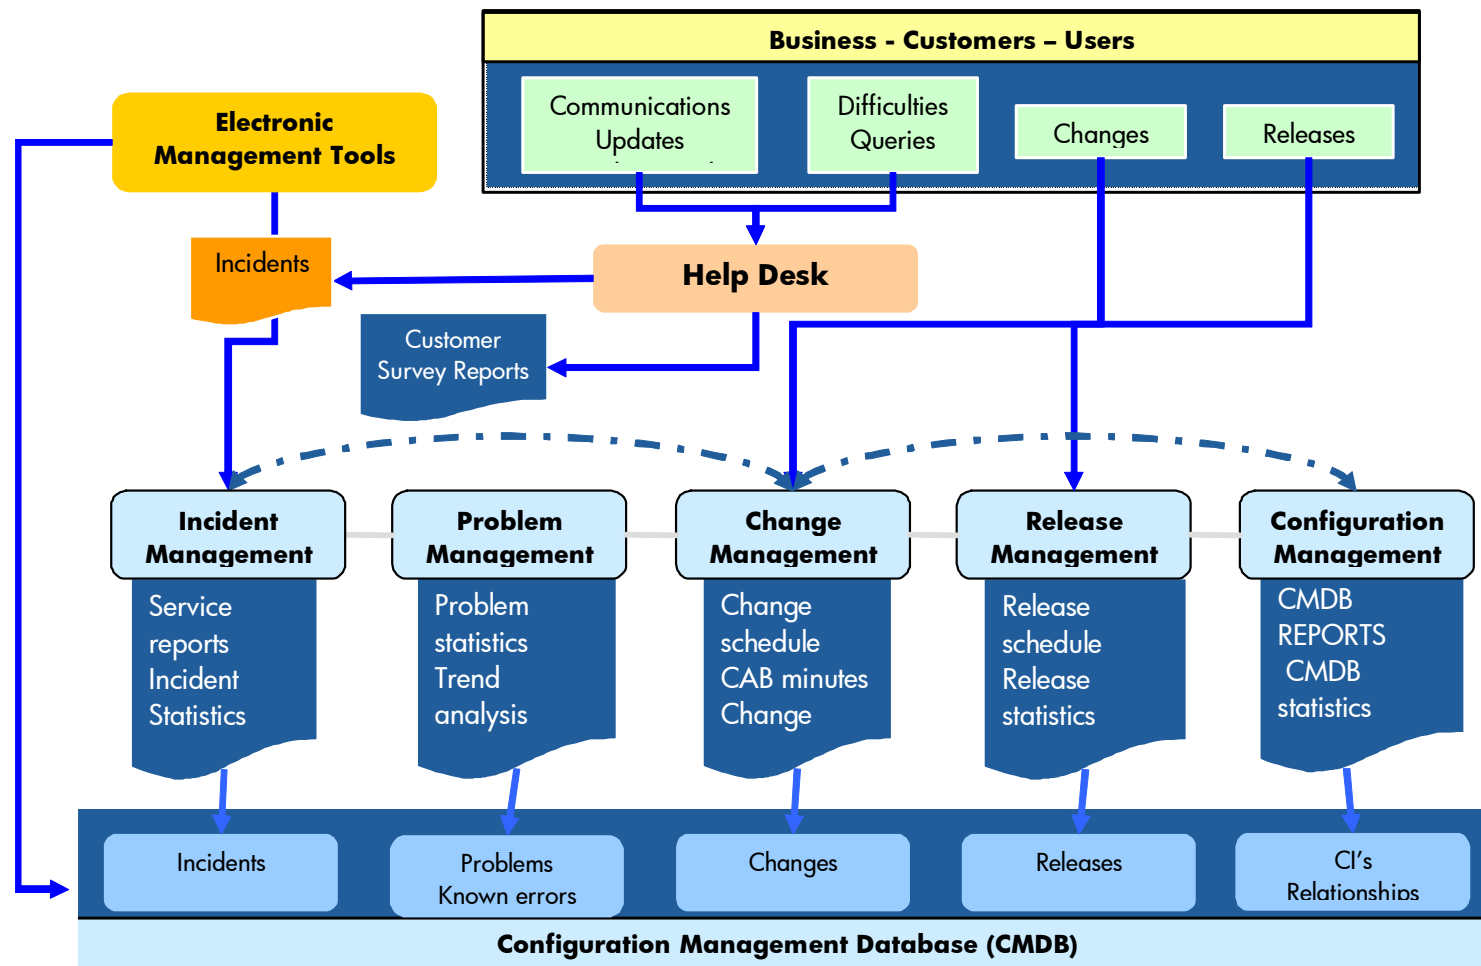 Business - Customers – Users
Communications
Updates
Difficulties
Queries
Changes
Releases
Electronic
Management Tools
Incidents
Help Desk
Customer
Survey Reports
Incident
Management
Problem
Management
Change
Management
Release
Management
Configuration
Management
Service
reports
Incident
Statistics
Problem
statistics
Trend
analysis
Change
schedule
CAB minutes
Change
Release
schedule
Release
statistics
CMDB
REPORTS
CMDB
statistics
Incidents
Problems
Known errors
Changes
Releases
CI's
Relationships
Configuration Management Database (CMDB)